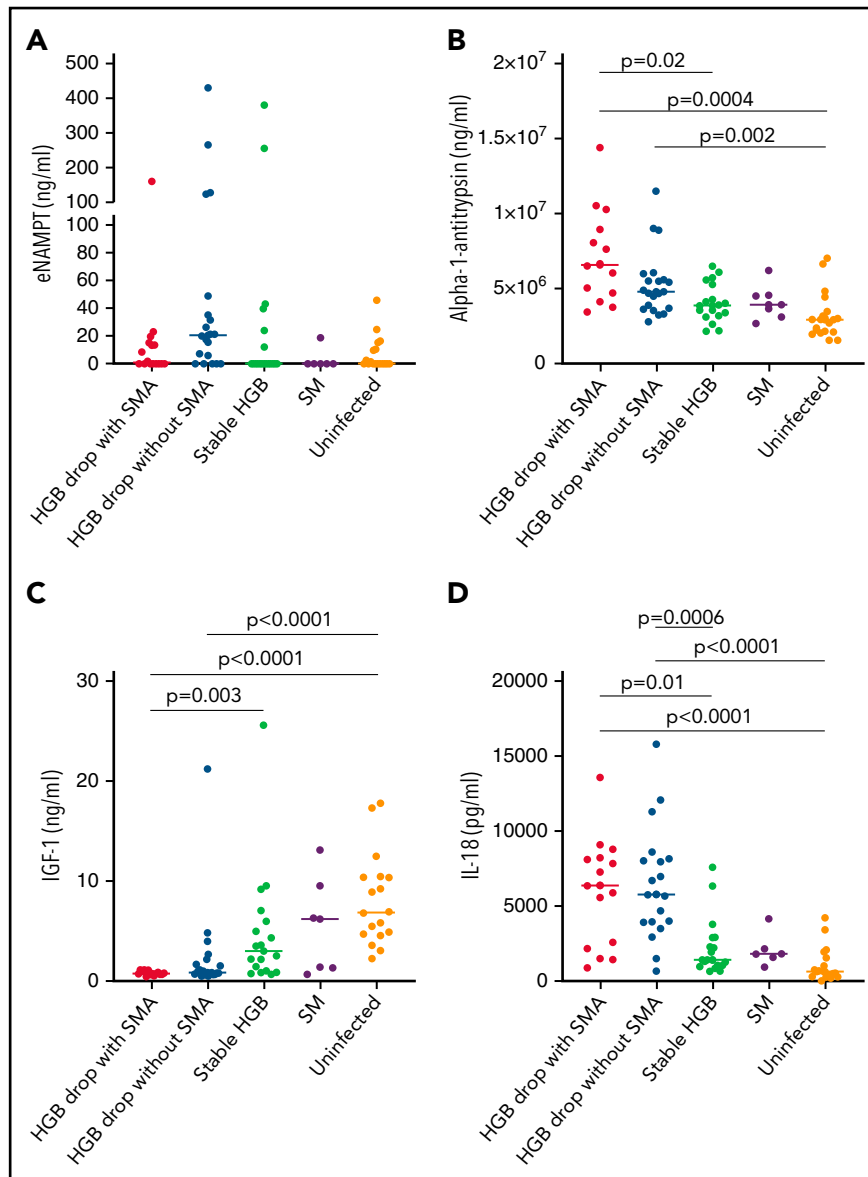 A
500
400
300
200
100
80
60
40
20
0
eNAMPT (ng/ml)
HGB drop with SMA
HGB drop without SMA
Stable HGB
SM
Uninfected
B
2×10⁷
1.5×10⁷
1×10⁷
5×10⁶
0
Alpha-1-antitrypsin (ng/ml)
p=0.02
p=0.0004
p=0.002
HGB drop with SMA
HGB drop without SMA
Stable HGB
SM
Uninfected
C
p<0.0001
p<0.0001
p=0.003
30
20
10
0
IGF-1 (ng/ml)
HGB drop with SMA
HGB drop without SMA
Stable HGB
SM
Uninfected
D
p=0.0006
p<0.0001
p=0.01
p<0.0001
20000
15000
10000
5000
0
IL-18 (pg/ml)
HGB drop with SMA
HGB drop without SMA
Stable HGB
SM
Uninfected